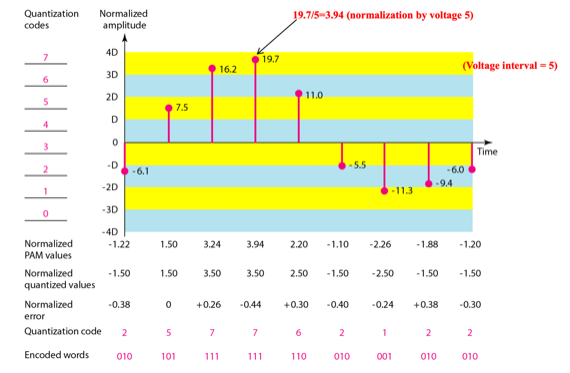 Quantization codes
Normalized amplitude
19.7/5=3.94 (normalization by voltage 5)
(Voltage interval = 5)
7
6
5
4
3
2
1
0
4D
3D
2D
D
0
-D
-2D
-3D
-4D
-6.1
7.5
16.2
19.7
11.0
-5.5
-11.3
-9.4
-6.0
Time
Normalized PAM values -1.22 1.50 3.24 3.94 2.20 -1.10 -2.26 -1.88 -1.20
Normalized quantized values -1.50 1.50 3.50 3.50 2.50 -1.50 -2.50 -1.50 -1.50
Normalized error -0.38 0 +0.26 -0.44 +0.30 -0.40 -0.24 +0.38 -0.30
Quantization code 2 5 7 7 6 2 1 2 2
Encoded words 010 101 111 111 110 010 001 010 010